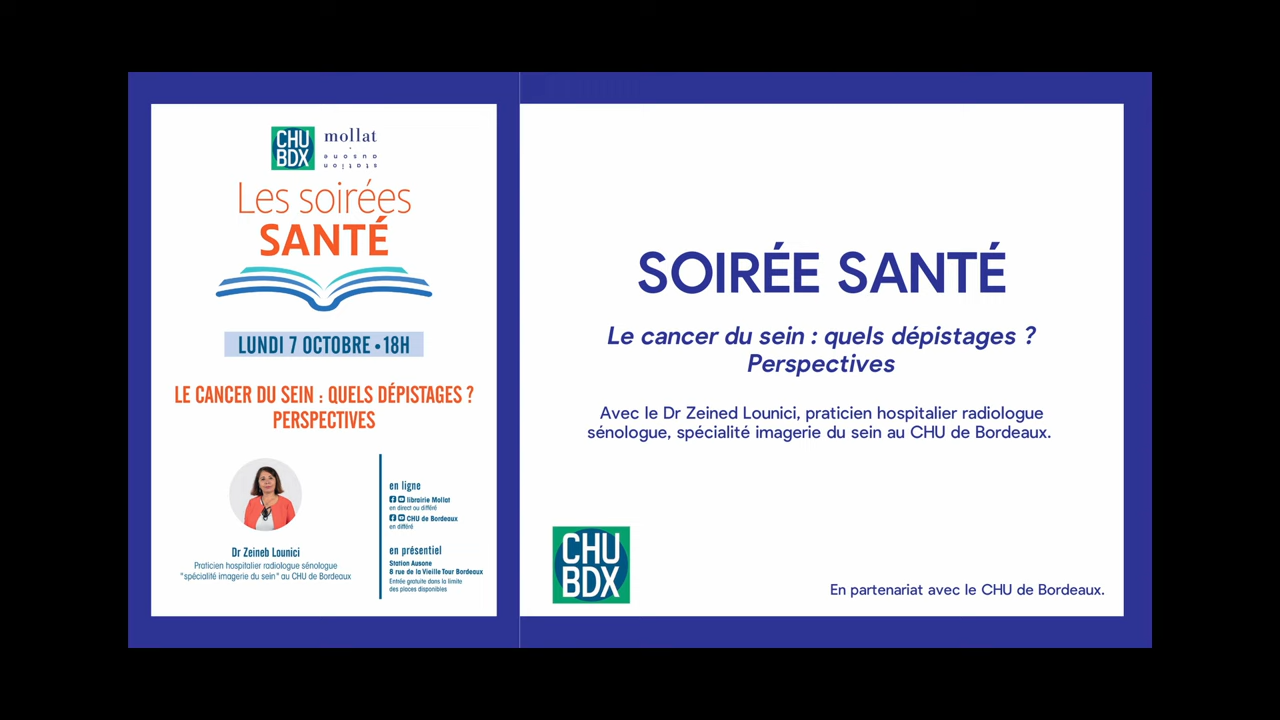 CHU
BDX
mollat
station
ausone
Les soirées
SANTÉ
LUNDI 7 OCTOBRE • 18H
LE CANCER DU SEIN : QUELS DÉPISTAGES ?
PERSPECTIVES
Dr Zeineb Lounici
Praticien hospitalier radiologue sénologue
"spécialité imagerie du sein" au CHU de Bordeaux
en ligne
librairie Mollat
en direct ou différé
CHU de Bordeaux
en différé
en présentiel
Station Ausone
8 rue de la Vieille Tour Bordeaux
Entrée gratuite dans la limite
des places disponibles
SOIRÉE SANTÉ
Le cancer du sein : quels dépistages ?
Perspectives
Avec le Dr Zeined Lounici, praticien hospitalier radiologue
sénologue, spécialité imagerie du sein au CHU de Bordeaux.
CHU
BDX
En partenariat avec le CHU de Bordeaux.